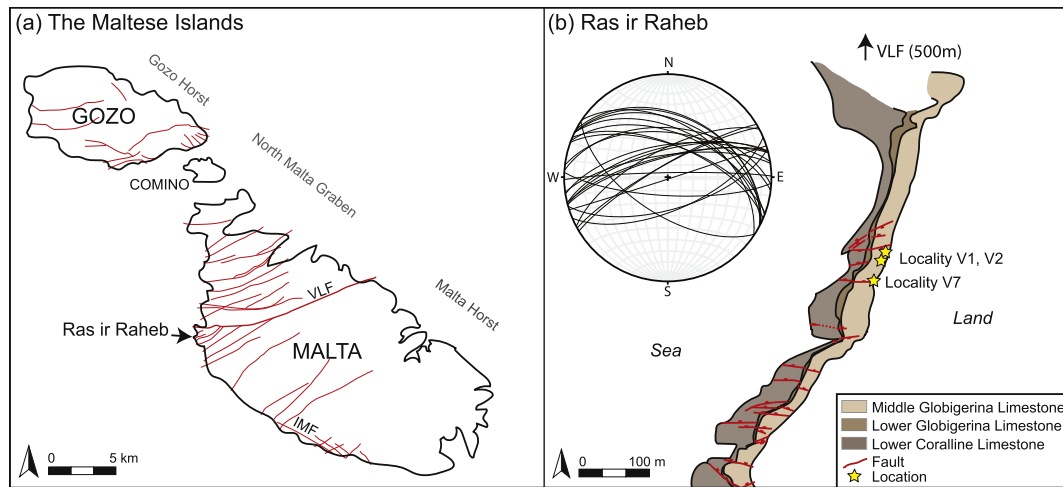 (a) The Maltese Islands
Gozo Horst
GOZO
COMINO
North Malta Graben
VLF
Malta Horst
Ras ir Raheb
MALTA
IMF
0 5 km
(b) Ras ir Raheb
VLF (500m)
N
W
E
S
Locality V1, V2
Locality V7
Sea
Land
Middle Globigerina Limestone
Lower Globigerina Limestone
Lower Coralline Limestone
Fault
Location
0 100 m